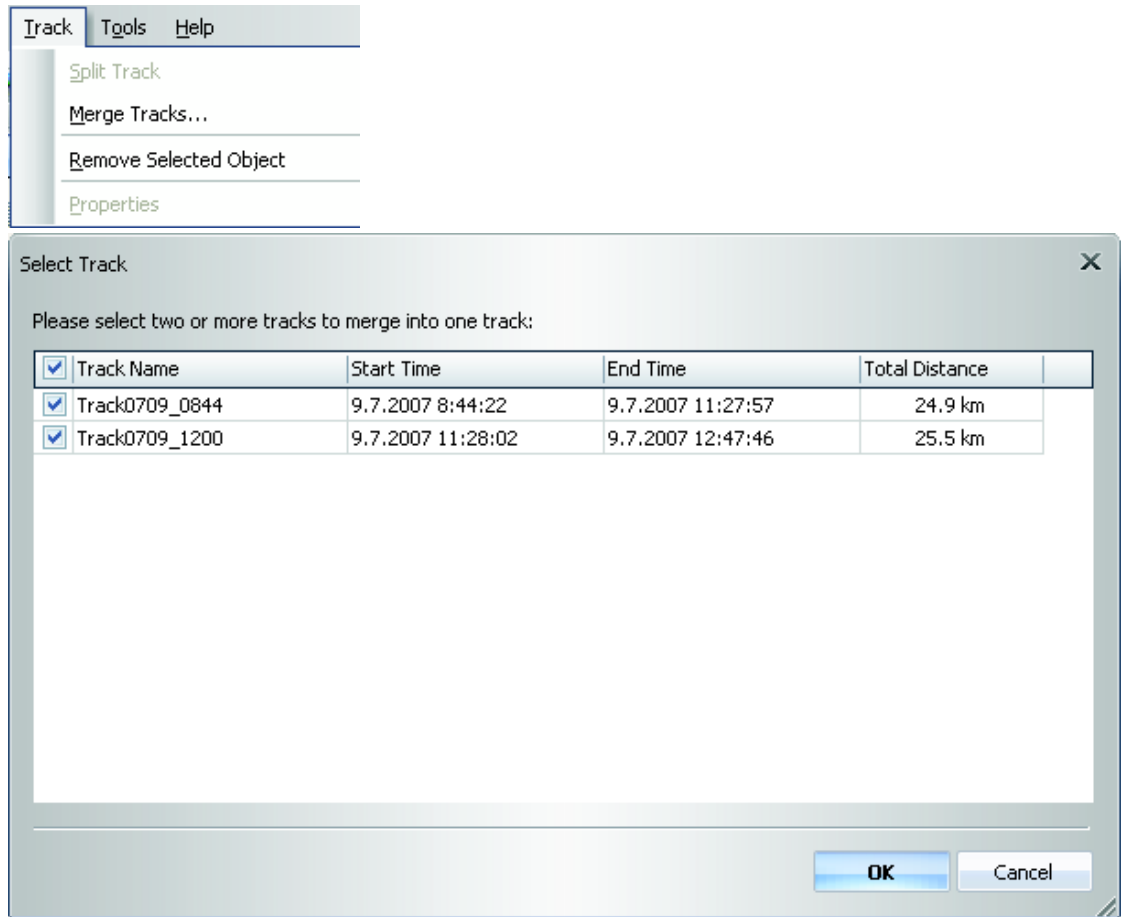 Track Tools Help
Split Track
Merge Tracks...
Remove Selected Object
Properties
Select Track
Please select two or more tracks to merge into one track:
Track Name Start Time End Time Total Distance
Track0709_0844 9.7.2007 8:44:22 9.7.2007 11:27:57 24.9 km
Track0709_1200 9.7.2007 11:28:02 9.7.2007 12:47:46 25.5 km
OK Cancel